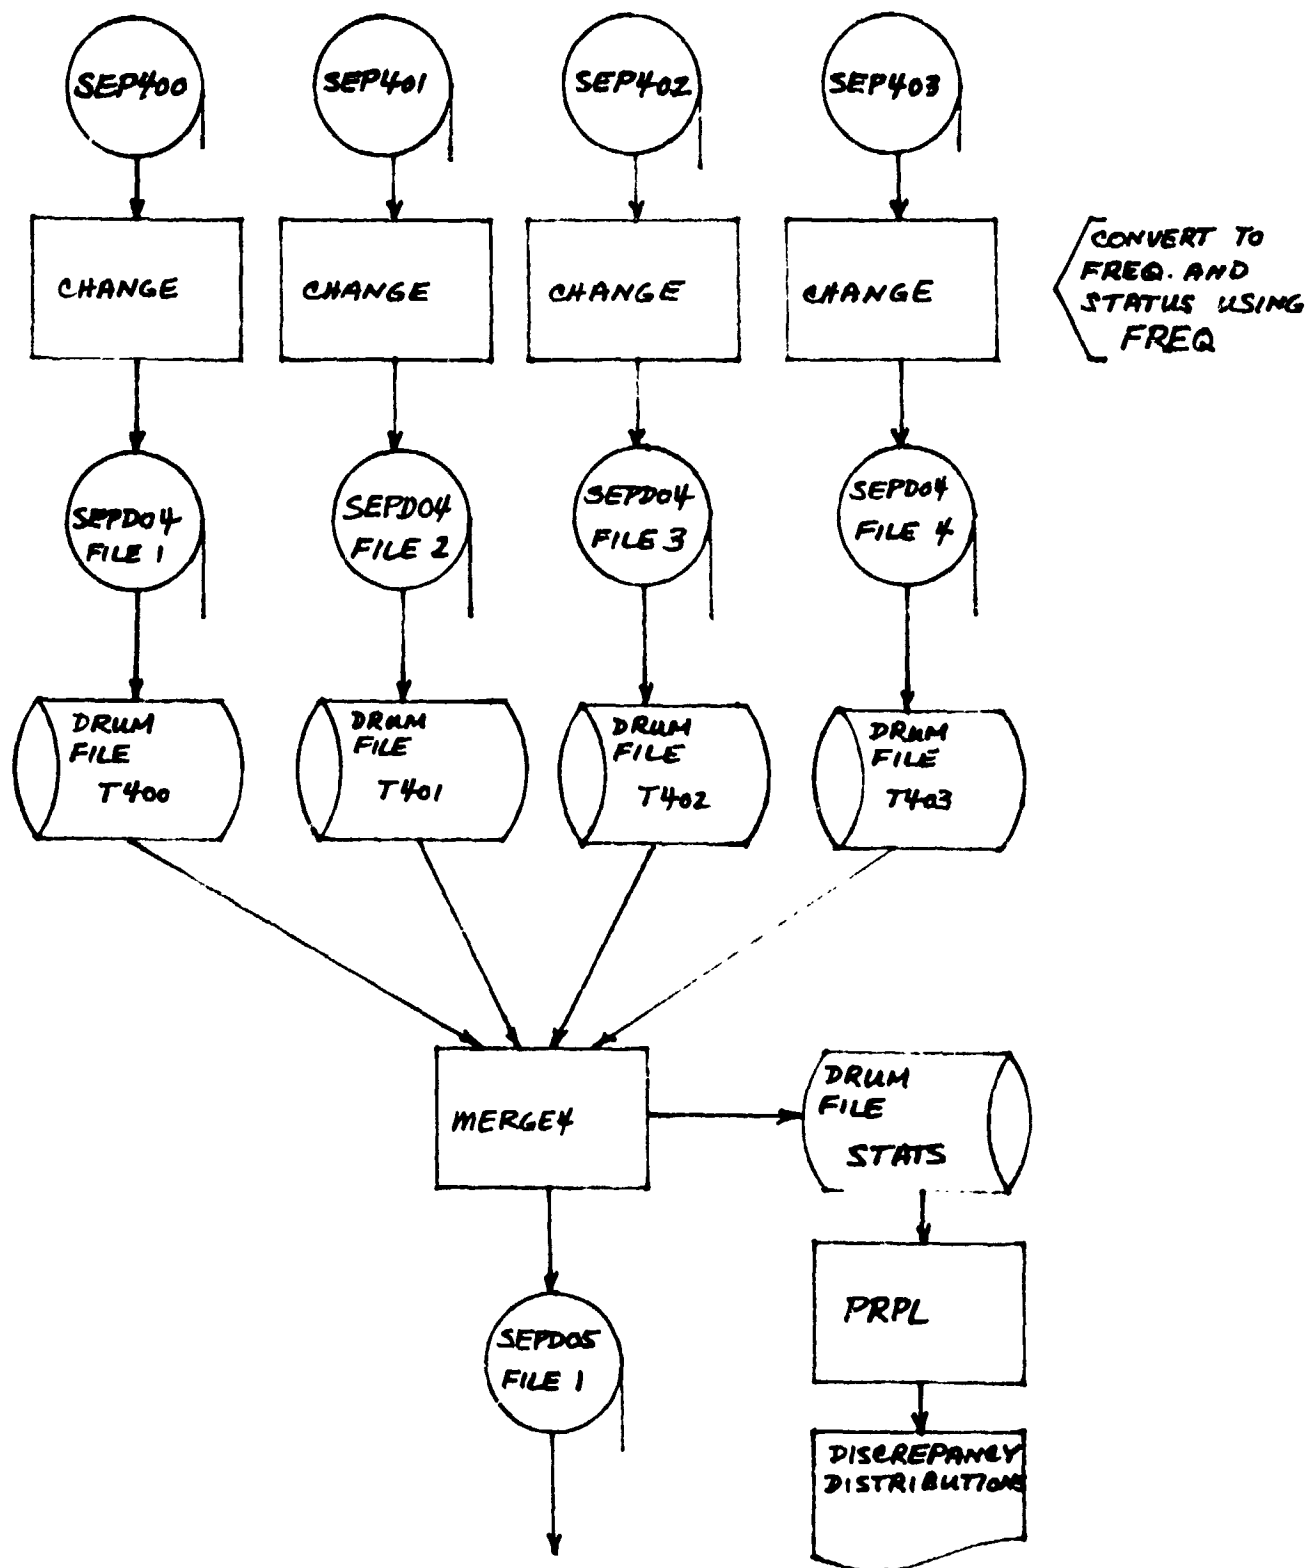 SEP400
SEP401
SEP402
SEP403
CHANGE
CHANGE
CHANGE
CHANGE
CONVERT TO
FREQ. AND
STATUS USING
FREQ
SEPD04
FILE 1
SEPD04
FILE 2
SEPD04
FILE 3
SEPD04
FILE 4
DRUM
FILE
T400
DRUM
FILE
T401
DRUM
FILE
T402
DRUM
FILE
T403
MERGE4
DRUM
FILE
STATS
SEPD05
FILE 1
PRPL
DISCREPANCY
DISTRIBUTIONS